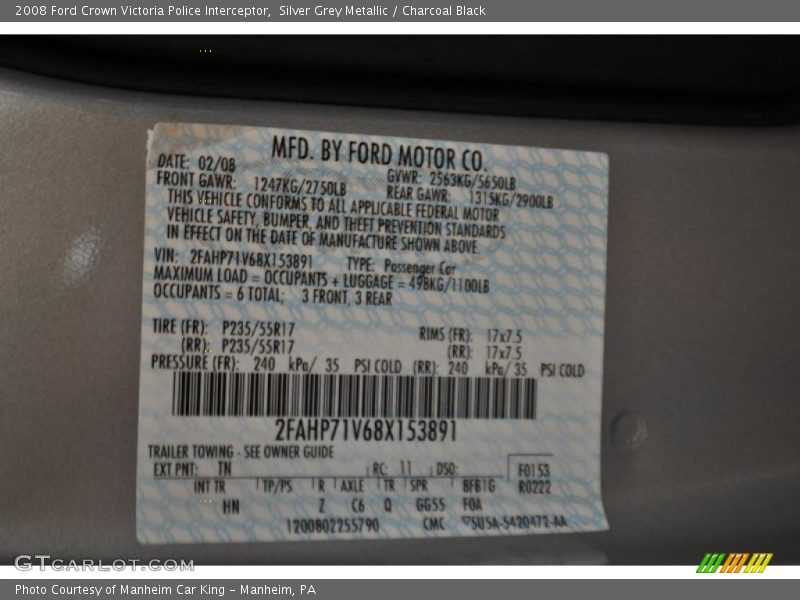 2008 Ford Crown Victoria Police Interceptor,  Silver Grey Metallic / Charcoal Black
MFD. BY FORD MOTOR CO.
DATE: 02/08 GVWR: 2563KG/5650LB
FRONT GAWR: 1247KG/2750LB REAR GAWR: 1315KG/2900LB
THIS VEHICLE CONFORMS TO ALL APPLICABLE FEDERAL MOTOR
VEHICLE SAFETY, BUMPER, AND THEFT PREVENTION STANDARDS
IN EFFECT ON THE DATE OF MANUFACTURE SHOWN ABOVE
VIN: 2FAHP71V68X153891 TYPE: Passenger Car
MAXIMUM LOAD = OCCUPANTS + LUGGAGE = 498KG/1100LB
OCCUPANTS = 6 TOTAL; 3 FRONT, 3 REAR
TIRE (FR): P235/55R17 RIMS (FR): 17x7.5
(RR): P235/55R17 (RR): 17x7.5
PRESSURE (FR): 240 kPa/ 35 PSI COLD (RR): 240 kPa/ 35 PSI COLD
2FAHP71V68X153891
TRAILER TOWING - SEE OWNER GUIDE
EXT PNT: TN RC: 11 DSO: F0153
INT TR TP/PS R AXLE TR SPR 8FB1G R0222
HN Z C6 Q GG55 F0A
1200802255790 CMC SU5A-5420472-AA
GTCARLOT.COM
Photo Courtesy of Manheim Car King - Manheim, PA